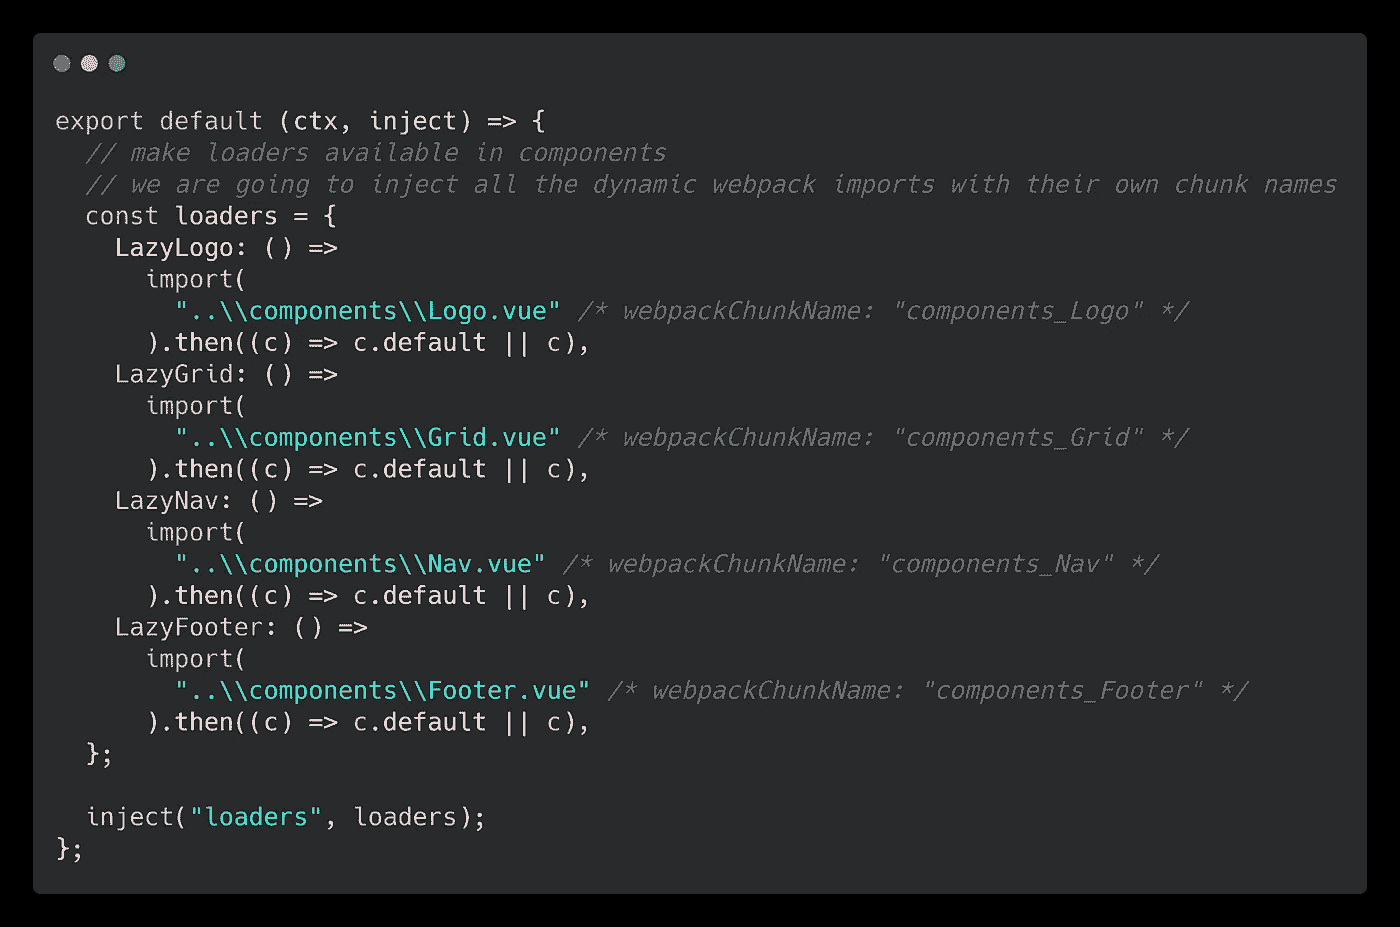 export default (ctx, inject) => {
  // make loaders available in components
  // we are going to inject all the dynamic webpack imports with their own chunk names
  const loaders = {
    LazyLogo: () =>
      import(
        "..\\components\\Logo.vue" /* webpackChunkName: "components_Logo" */
      ).then((c) => c.default || c),
    LazyGrid: () =>
      import(
        "..\\components\\Grid.vue" /* webpackChunkName: "components_Grid" */
      ).then((c) => c.default || c),
    LazyNav: () =>
      import(
        "..\\components\\Nav.vue" /* webpackChunkName: "components_Nav" */
      ).then((c) => c.default || c),
    LazyFooter: () =>
      import(
        "..\\components\\Footer.vue" /* webpackChunkName: "components_Footer" */
      ).then((c) => c.default || c),
  };

  inject("loaders", loaders);
};